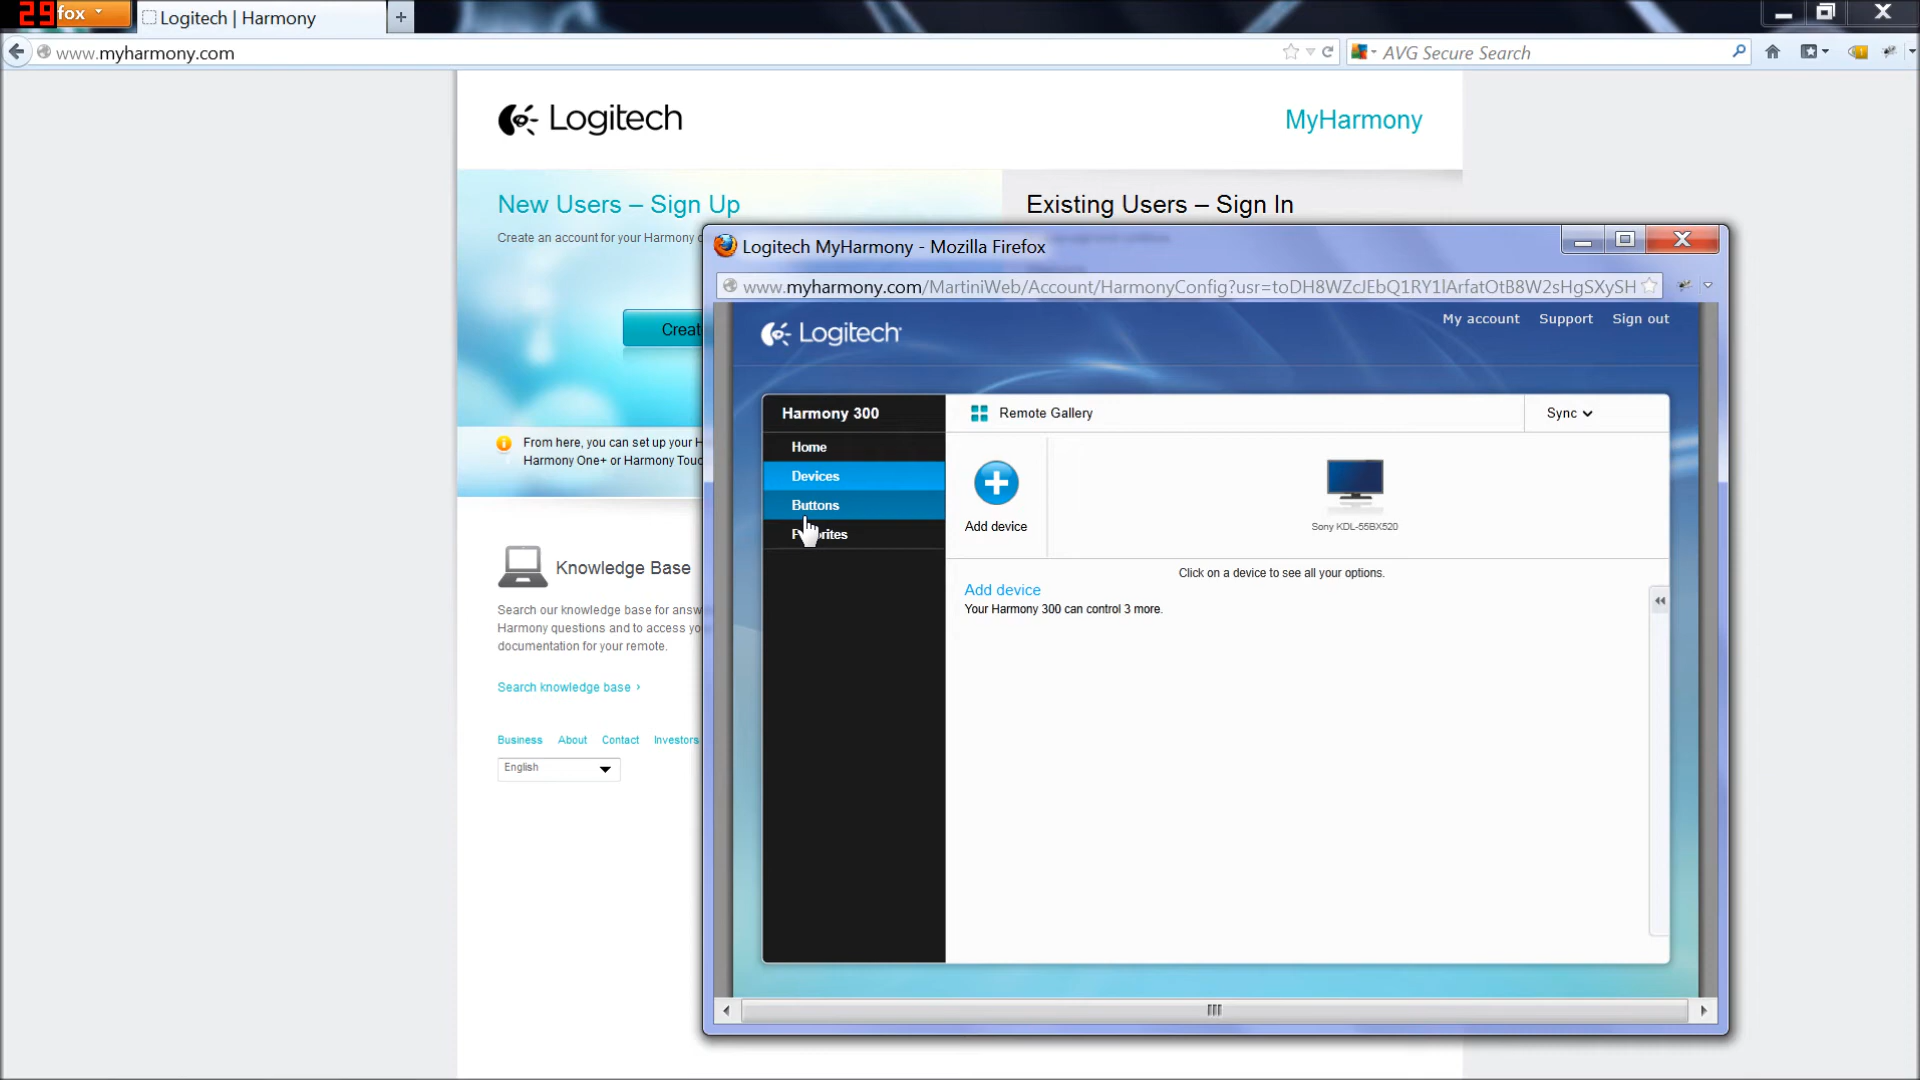 29fox
Logitech | Harmony
www.myharmony.com
AVG Secure Search
Logitech
MyHarmony
New Users – Sign Up
Create an account for your Harmony
Existing Users – Sign In
Creat
From here, you can set up your H
Harmony One+ or Harmony Touc
Knowledge Base
Search our knowledge base for answ
Harmony questions and to access yo
documentation for your remote.
Search knowledge base ›
Business About Contact Investors
English
Logitech MyHarmony - Mozilla Firefox
www.myharmony.com/MartiniWeb/Account/HarmonyConfig?usr=toDH8WZcJEbQ1RY1lArfatOtB8W2sHgSXySH
Logitech
My account Support Sign out
Harmony 300
Remote Gallery
Sync
Home
Devices
Buttons
Add device
Sony KDL-55BX520
Click on a device to see all your options.
Add device
Your Harmony 300 can control 3 more.